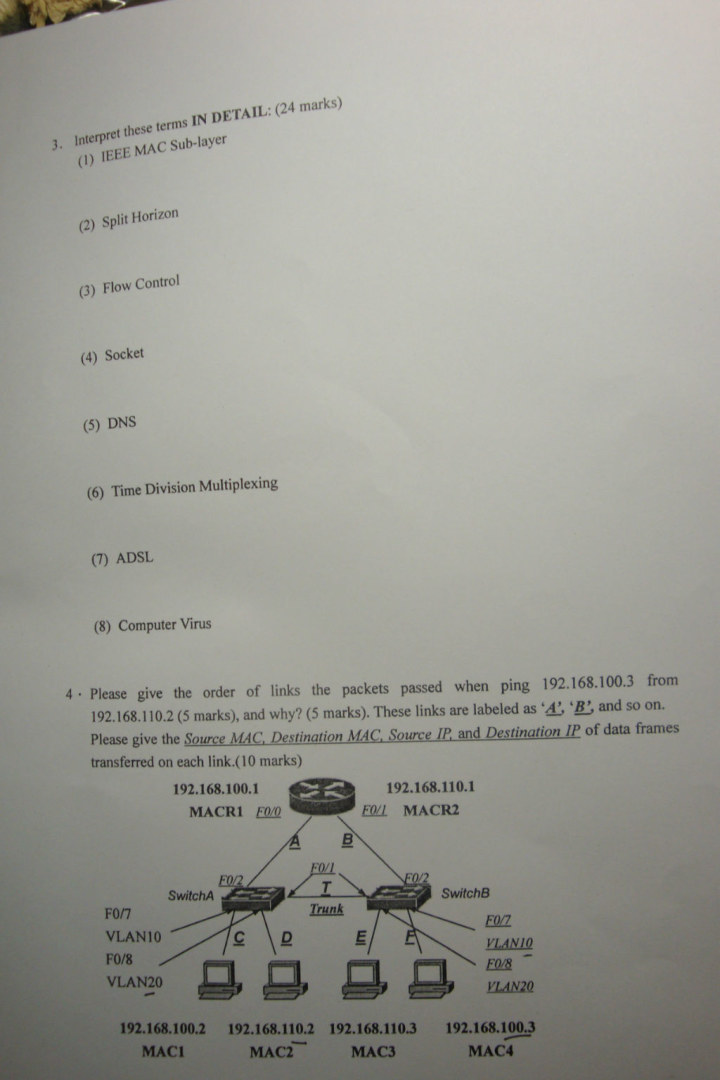 3. Interpret these terms IN DETAIL: (24 marks)
(1) IEEE MAC Sub-layer
(2) Split Horizon
(3) Flow Control
(4) Socket
(5) DNS
(6) Time Division Multiplexing
(7) ADSL
(8) Computer Virus
4. Please give the order of links the packets passed when ping 192.168.100.3 from
192.168.110.2 (5 marks), and why? (5 marks). These links are labeled as ‘A’, ‘B’, and so on.
Please give the Source MAC, Destination MAC, Source IP, and Destination IP of data frames
transferred on each link.(10 marks)
192.168.100.1 192.168.110.1
MACR1 F0/0 F0/1 MACR2
A B
F0/2 F0/1 F0/2
SwitchA T SwitchB
Trunk
F0/7 F0/7
VLAN10 C D E F VLAN10
F0/8 F0/8
VLAN20 VLAN20
192.168.100.2 192.168.110.2 192.168.110.3 192.168.100.3
MAC1 MAC2 MAC3 MAC4